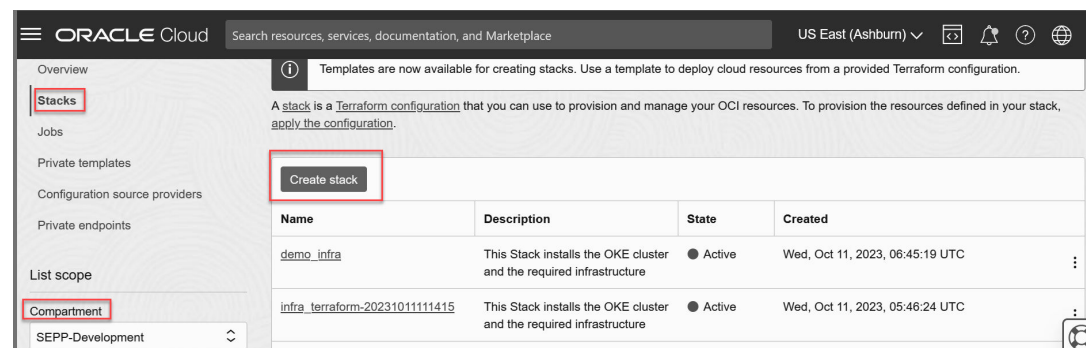 ORACLE Cloud
Search resources, services, documentation, and Marketplace
US East (Ashburn)
Overview
Stacks
Jobs
Private templates
Configuration source providers
Private endpoints
List scope
Compartment
SEPP-Development
Templates are now available for creating stacks. Use a template to deploy cloud resources from a provided Terraform configuration.
A stack is a Terraform configuration that you can use to provision and manage your OCI resources. To provision the resources defined in your stack,
apply the configuration.
Create stack
Name Description State Created
demo_infra This Stack installs the OKE cluster Active Wed, Oct 11, 2023, 06:45:19 UTC
and the required infrastructure
infra_terraform-20231011111415 This Stack installs the OKE cluster Active Wed, Oct 11, 2023, 05:46:24 UTC
and the required infrastructure